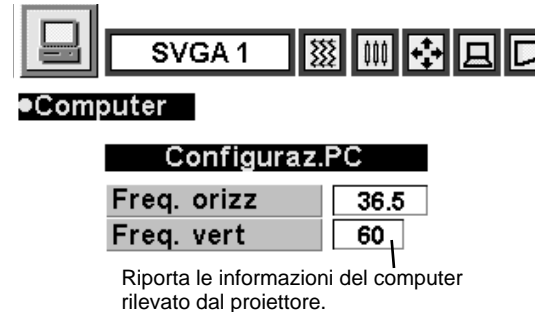 SVGA 1
●Computer
Configuraz.PC
Freq. orizz 36.5
Freq. vert 60
Riporta le informazioni del computer
rilevato dal proiettore.